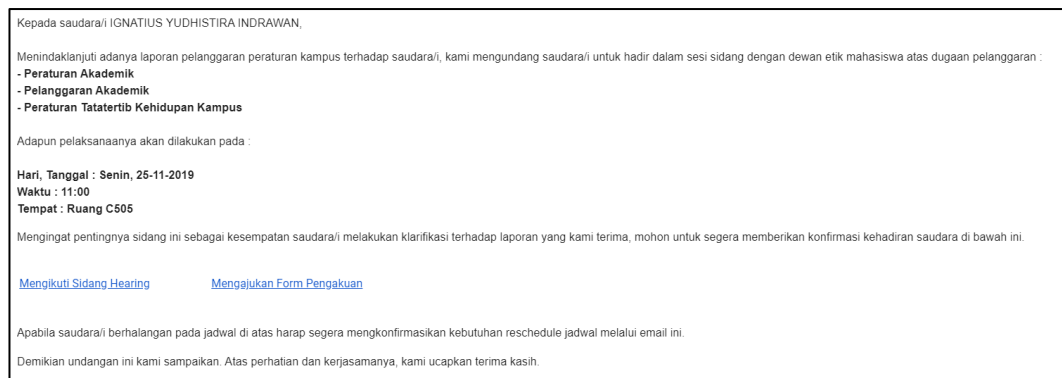 Kepada saudara/i IGNATIUS YUDHISTIRA INDRAWAN,
Menindaklanjuti adanya laporan pelanggaran peraturan kampus terhadap saudara/i, kami mengundang saudara/i untuk hadir dalam sesi sidang dengan dewan etik mahasiswa atas dugaan pelanggaran :
- Peraturan Akademik
- Pelanggaran Akademik
- Peraturan Tatatertib Kehidupan Kampus
Adapun pelaksanaanya akan dilakukan pada :
Hari, Tanggal : Senin, 25-11-2019
Waktu : 11:00
Tempat : Ruang C505
Mengingat pentingnya sidang ini sebagai kesempatan saudara/i melakukan klarifikasi terhadap laporan yang kami terima, mohon untuk segera memberikan konfirmasi kehadiran saudara di bawah ini.
Mengikuti Sidang Hearing Mengajukan Form Pengakuan
Apabila saudara/i berhalangan pada jadwal di atas harap segera mengkonfirmasikan kebutuhan reschedule jadwal melalui email ini.
Demikian undangan ini kami sampaikan. Atas perhatian dan kerjasamanya, kami ucapkan terima kasih.